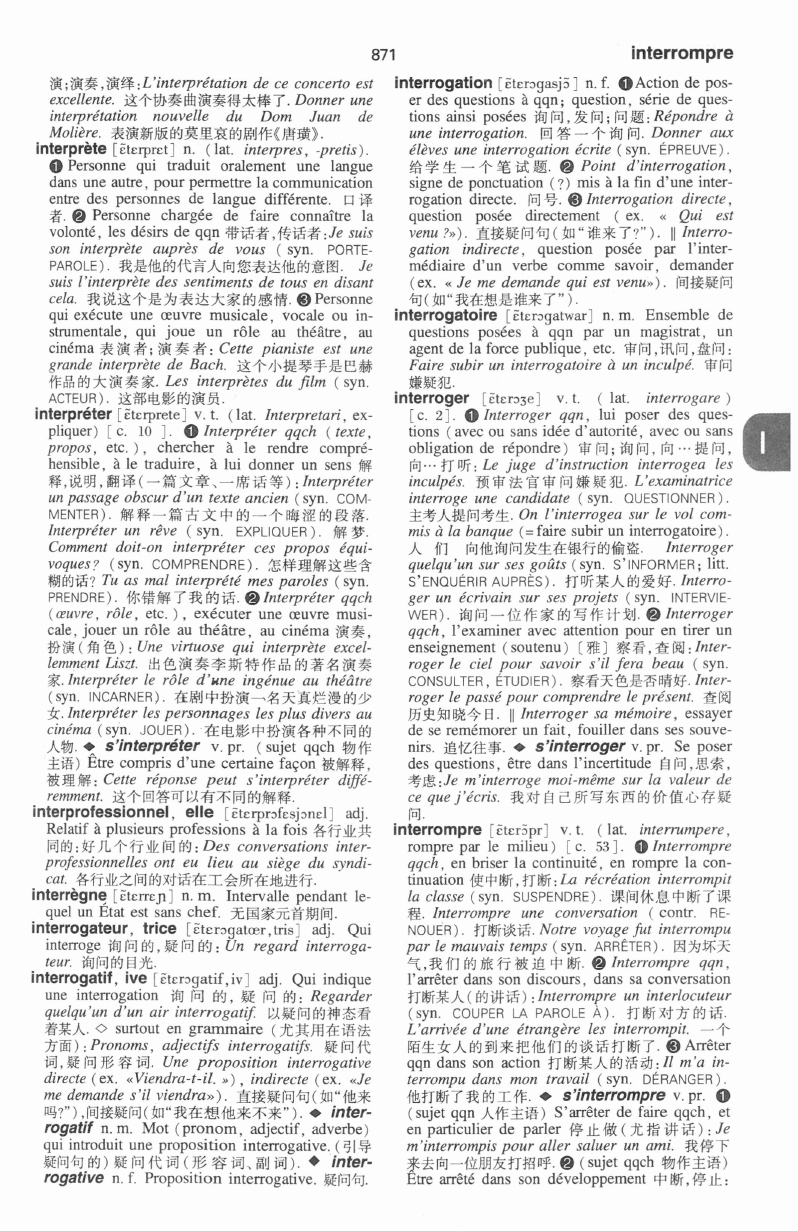 871
interrompre
演;演奏,演绎:L'interprétation de ce concerto est
excellente. 这个协奏曲演奏得太棒了. Donner une
interprétation nouvelle du Dom Juan de
Molière. 表演新版的莫里哀的剧作《唐璜》.
interprète [ɛ̃tɛrprɛt] n. (lat. interpres, -pretis).
❶ Personne qui traduit oralement une langue
dans une autre, pour permettre la communication
entre des personnes de langue différente. 口译
者. ❷ Personne chargée de faire connaître la
volonté, les désirs de qqn 带话者,传话者:Je suis
son interprète auprès de vous (syn. PORTE-
PAROLE). 我是他的代言人向您表达他的意图. Je
suis l'interprète des sentiments de tous en disant
cela. 我说这个是为表达大家的感情. ❸ Personne
qui exécute une œuvre musicale, vocale ou in-
strumentale, qui joue un rôle au théâtre, au
cinéma 表演者;演奏者: Cette pianiste est une
grande interprète de Bach. 这个小提琴手是巴赫
作品的大演奏家. Les interprètes du film (syn.
ACTEUR). 这部电影的演员.
interpréter [ɛ̃tɛrprete] v. t. (lat. Interpretari, ex-
pliquer) [c. 10]. ❶ Interpréter qqch (texte,
propos, etc.), chercher à le rendre compré-
hensible, à le traduire, à lui donner un sens 解
释,说明,翻译(一篇文章、一席话等):Interpréter
un passage obscur d'un texte ancien (syn. COM-
MENTER). 解释一篇古文中的一个晦涩的段落.
Interpréter un rêve (syn. EXPLIQUER). 解梦.
Comment doit-on interpréter ces propos équi-
voques? (syn. COMPRENDRE). 怎样理解这些含
糊的话? Tu as mal interprété mes paroles (syn.
PRENDRE). 你错解了我的话. ❷ Interpréter qqch
(œuvre, rôle, etc.), exécuter une œuvre musi-
cale, jouer un rôle au théâtre, au cinéma 演奏,
扮演(角色): Une virtuose qui interprète excel-
lemment Liszt. 出色演奏李斯特作品的著名演奏
家. Interpréter le rôle d'une ingénue au théâtre
(syn. INCARNER). 在剧中扮演一名天真烂漫的少
女. Interpréter les personnages les plus divers au
cinéma (syn. JOUER). 在电影中扮演各种不同的
人物. ◆ s'interpréter v. pr. (sujet qqch 物作
主语) Être compris d'une certaine façon 被解释,
被理解: Cette réponse peut s'interpréter diffé-
remment. 这个回答可以有不同的解释.
interprofessionnel, elle [ɛ̃tɛrprɔfɛsjɔnɛl] adj.
Relatif à plusieurs professions à la fois 各行业共
同的;好几个行业间的: Des conversations inter-
professionnelles ont eu lieu au siège du syndi-
cat. 各行业之间的对话在工会所在地进行.
interrègne [ɛ̃tɛrrɛɲ] n. m. Intervalle pendant le-
quel un État est sans chef. 无国家元首期间.
interrogateur, trice [ɛ̃tɛrɔgatœr,tris] adj. Qui
interroge 询问的,疑问的: Un regard interroga-
teur. 询问的目光.
interrogatif, ive [ɛ̃tɛrɔgatif,iv] adj. Qui indique
une interrogation 询问的, 疑问的: Regarder
quelqu'un d'un air interrogatif. 以疑问的神态看
着某人. ◇ surtout en grammaire (尤其用在语法
方面): Pronoms, adjectifs interrogatifs. 疑问代
词,疑问形容词. Une proposition interrogative
directe (ex. «Viendra-t-il. »), indirecte (ex. «Je
me demande s'il viendra»). 直接疑问句(如“他来
吗?”),间接疑问(如“我在想他来不来”). ◆ inter-
rogatif n. m. Mot (pronom, adjectif, adverbe)
qui introduit une proposition interrogative. (引导
疑问句的)疑问代词(形容词、副词). ◆ inter-
rogative n. f. Proposition interrogative. 疑问句.
interrogation [ɛ̃tɛrɔgasjɔ̃] n. f. ❶ Action de pos-
er des questions à qqn; question, série de ques-
tions ainsi posées 询问,发问;问题: Répondre à
une interrogation. 回答一个询问. Donner aux
élèves une interrogation écrite (syn. ÉPREUVE).
给学生一个笔试题. ❷ Point d'interrogation,
signe de ponctuation (?) mis à la fin d'une inter-
rogation directe. 问号. ❸ Interrogation directe,
question posée directement (ex. « Qui est
venu ?»). 直接疑问句(如“谁来了?”). ‖ Interro-
gation indirecte, question posée par l'inter-
médiaire d'un verbe comme savoir, demander
(ex. « Je me demande qui est venu»). 间接疑问
句(如“我在想是谁来了”).
interrogatoire [ɛ̃tɛrɔgatwar] n. m. Ensemble de
questions posées à qqn par un magistrat, un
agent de la force publique, etc. 审问,讯问,盘问:
Faire subir un interrogatoire à un inculpé. 审问
嫌疑犯.
interroger [ɛ̃tɛrɔʒe] v. t. (lat. interrogare)
[c. 2]. ❶ Interroger qqn, lui poser des ques-
tions (avec ou sans idée d'autorité, avec ou sans
obligation de répondre) 审问;询问,向…提问,
向…打听: Le juge d'instruction interrogea les
inculpés. 预审法官审问嫌疑犯. L'examinatrice
interroge une candidate (syn. QUESTIONNER).
主考人提问考生. On l'interrogea sur le vol com-
mis à la banque (=faire subir un interrogatoire).
人们向他询问发生在银行的偷盗. Interroger
quelqu'un sur ses goûts (syn. S'INFORMER; litt.
S'ENQUÉRIR AUPRÈS). 打听某人的爱好. Interro-
ger un écrivain sur ses projets (syn. INTERVIE-
WER). 询问一位作家的写作计划. ❷ Interroger
qqch, l'examiner avec attention pour en tirer un
enseignement (soutenu) [雅] 察看,查阅: Inter-
roger le ciel pour savoir s'il fera beau (syn.
CONSULTER, ÉTUDIER). 察看天色是否晴好. Inter-
roger le passé pour comprendre le présent. 查阅
历史知晓今日. ‖ Interroger sa mémoire, essayer
de se remémorer un fait, fouiller dans ses souve-
nirs. 追忆往事. ◆ s'interroger v. pr. Se poser
des questions, être dans l'incertitude 自问,思索,
考虑:Je m'interroge moi-même sur la valeur de
ce que j'écris. 我对自己所写东西的价值心存疑
问.
interrompre [ɛ̃tɛrɔ̃pr] v. t. (lat. interrumpere,
rompre par le milieu) [c. 53]. ❶ Interrompre
qqch, en briser la continuité, en rompre la con-
tinuation 使中断,打断:La récréation interrompit
la classe (syn. SUSPENDRE). 课间休息中断了课
程. Interrompre une conversation (contr. RE-
NOUER). 打断谈话. Notre voyage fut interrompu
par le mauvais temps (syn. ARRÊTER). 因为坏天
气,我们的旅行被迫中断. ❷ Interrompre qqn,
l'arrêter dans son discours, dans sa conversation
打断某人(的讲话):Interrompre un interlocuteur
(syn. COUPER LA PAROLE À). 打断对方的话.
L'arrivée d'une étrangère les interrompit. 一个
陌生女人的到来把他们的谈话打断了. ❸ Arrêter
qqn dans son action 打断某人的活动:Il m'a in-
terrompu dans mon travail (syn. DÉRANGER).
他打断了我的工作. ◆ s'interrompre v. pr. ❶
(sujet qqn 人作主语) S'arrêter de faire qqch, et
en particulier de parler 停止做(尤指讲话):Je
m'interrompis pour aller saluer un ami. 我停下
来去向一位朋友打招呼. ❷ (sujet qqch 物作主语)
Être arrêté dans son développement 中断,停止:
I